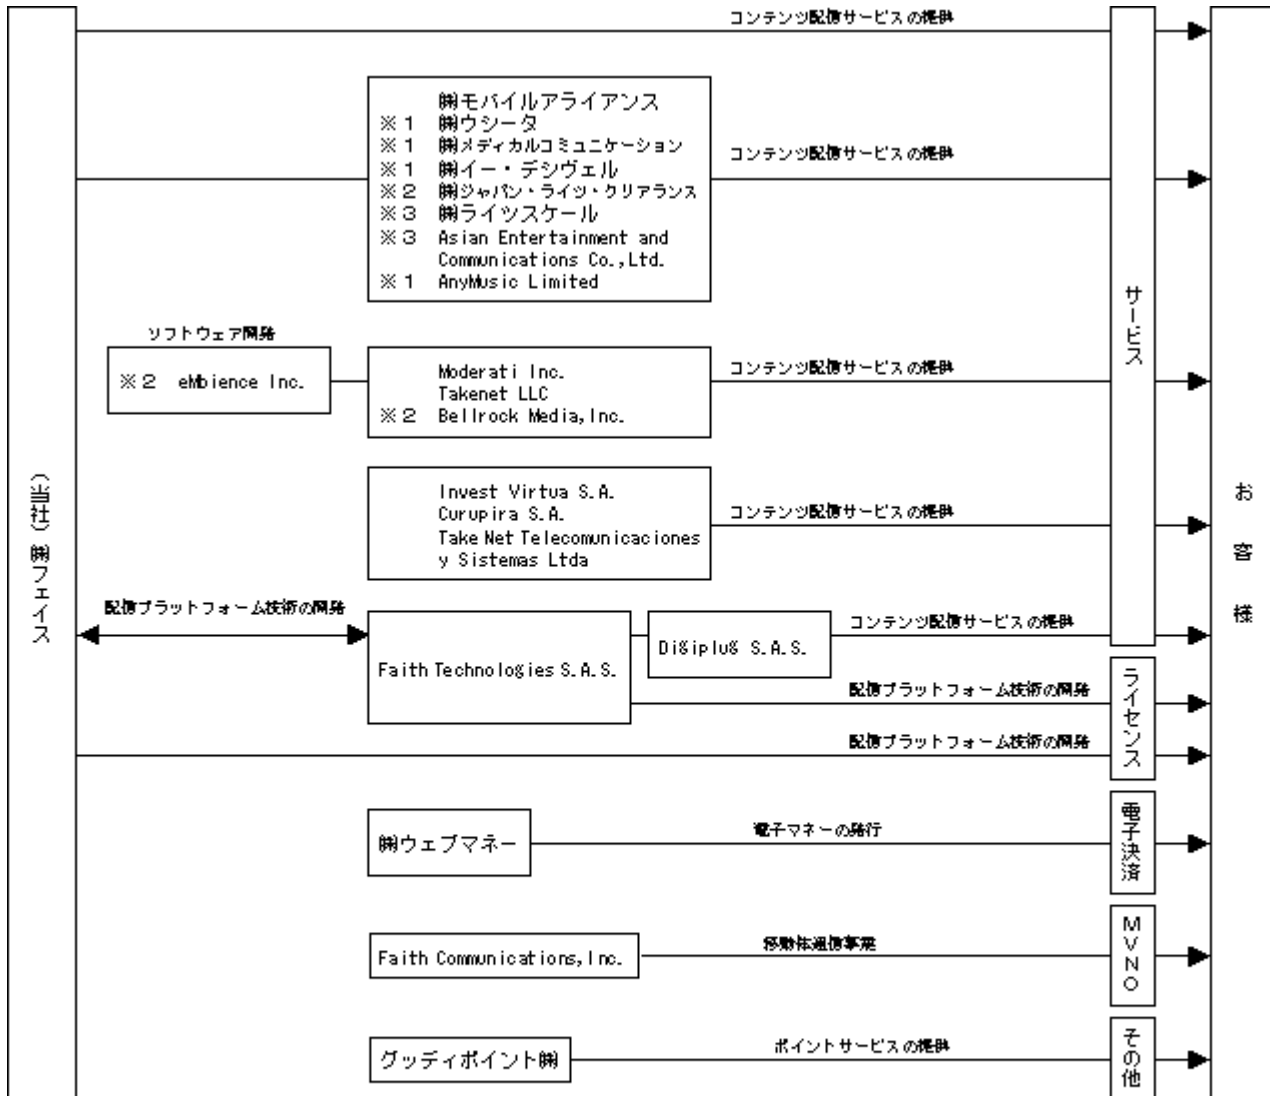 コンテンツ配信サービスの提供
㈱モバイルアライアンス
※1 ㈱ウシータ
※1 ㈱メディカルコミュニケーション
※1 ㈱イー・デシヴェル
※2 ㈱ジャパン・ライツ・クリアランス
※3 ㈱ライツスケール
※3 Asian Entertainment and
Communications Co.,Ltd.
※1 AnyMusic Limited
コンテンツ配信サービスの提供
サービス
ソフトウェア開発
※2 eMbience Inc.
Moderati Inc.
Takenet LLC
※2 Bellrock Media,Inc.
コンテンツ配信サービスの提供
(当社)㈱フェイス
Invest Virtua S.A.
Curupira S.A.
Take Net Telecomunicaciones
y Sistemas Ltda
コンテンツ配信サービスの提供
お客様
配信プラットフォーム技術の開発
Faith Technologies S.A.S.
Digiplug S.A.S.
コンテンツ配信サービスの提供
配信プラットフォーム技術の開発
ライセンス
配信プラットフォーム技術の開発
㈱ウェブマネー
電子マネーの発行
電子決済
Faith Communications,Inc.
移動体通信事業
MVNO
グッディポイント㈱
ポイントサービスの提供
その他